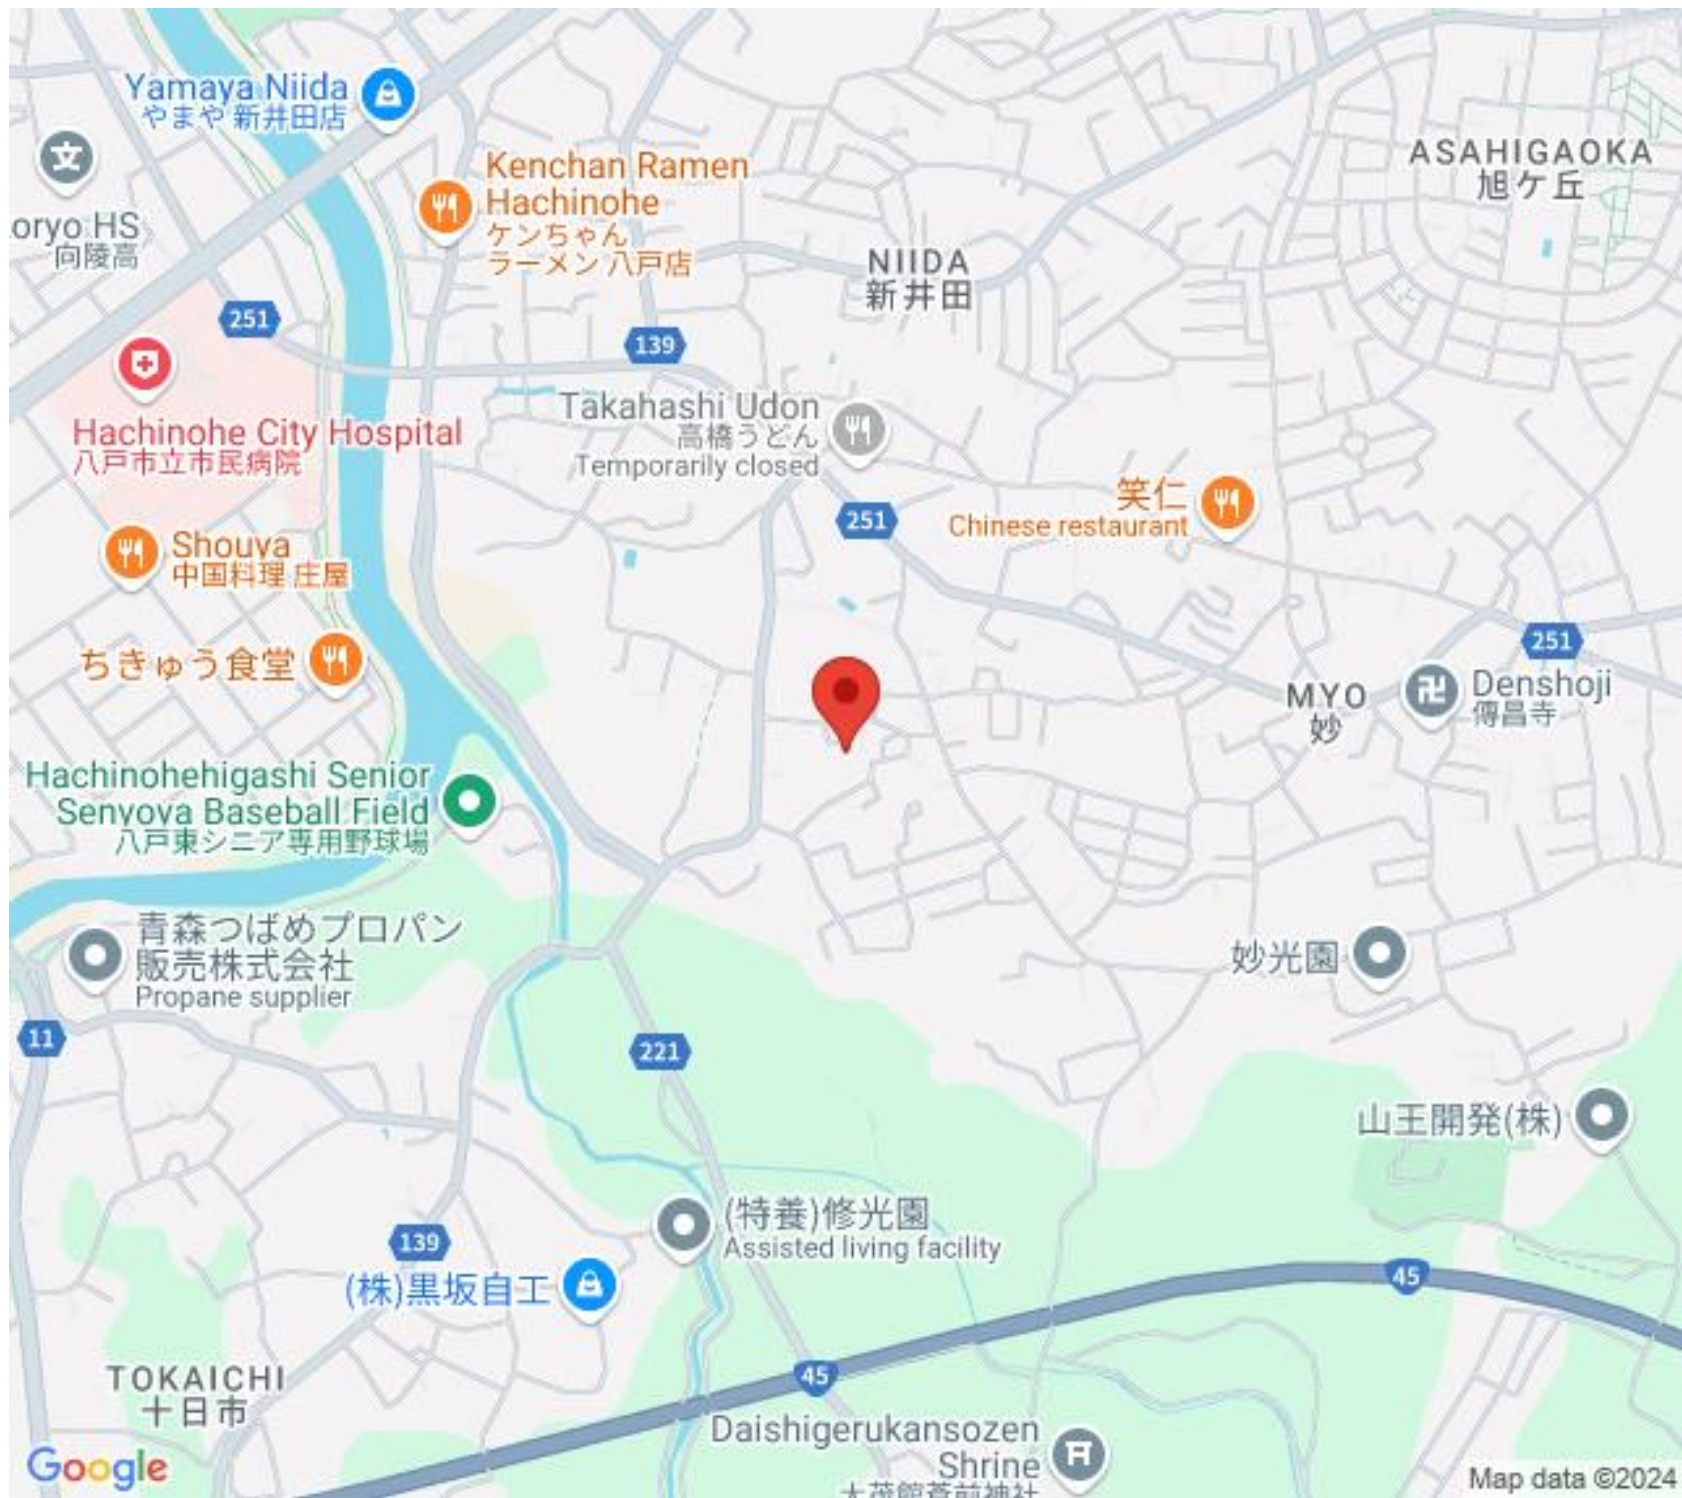 Yamaya Niida
やまや 新井田店
Kenchan Ramen
Hachinohe
ケンちゃん
ラーメン 八戸店
ASAHIGAOKA
旭ケ丘
oryo HS
向陵高
NIIDA
新井田
251
139
Hachinohe City Hospital
八戸市立市民病院
Takahashi Udon
高橋うどん
Temporarily closed
笑仁
Chinese restaurant
251
Shouya
中国料理 庄屋
ちきゅう食堂
251
MYO
妙
Denshoji
傳昌寺
Hachinohehigashi Senior
Senyoya Baseball Field
八戸東シニア専用野球場
青森つばめプロパン
販売株式会社
Propane supplier
妙光園
11
221
山王開発(株)
(特養)修光園
Assisted living facility
139
(株)黒坂自工
45
45
TOKAICHI
十日市
Daishigerukansozen
Shrine
大茂館蒼前神社
Google
Map data ©2024